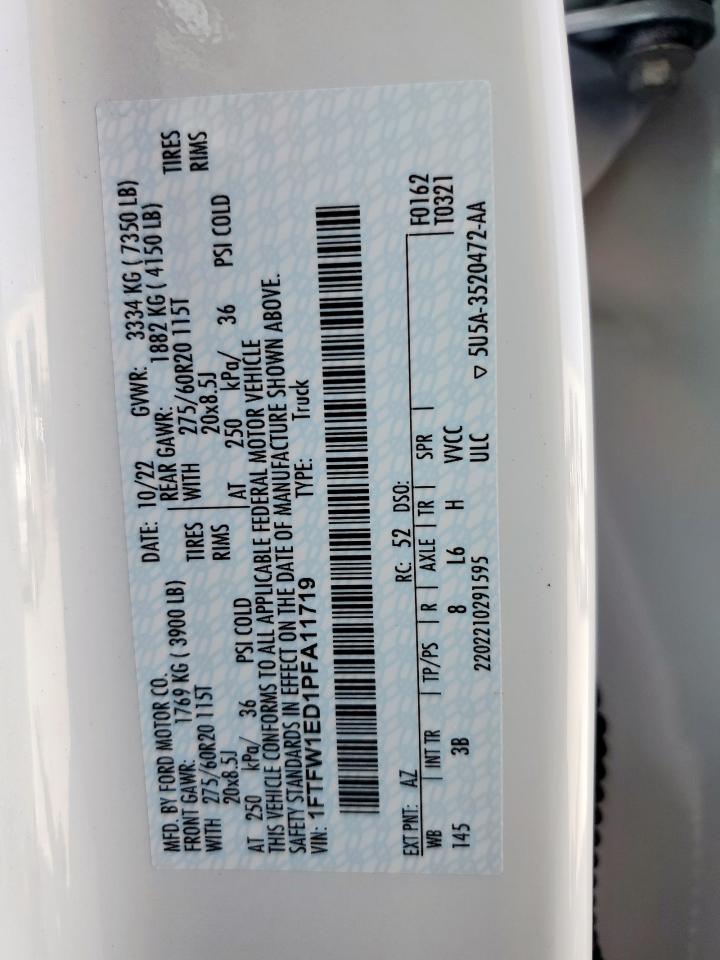 MFD. BY FORD MOTOR CO. DATE: 10/22 GVWR: 3334 KG ( 7350 LB)
FRONT GAWR: 1769 KG ( 3900 LB) REAR GAWR: 1882 KG ( 4150 LB)
WITH 275/60R20 115T TIRES WITH 275/60R20 115T TIRES
20x8.5J RIMS 20x8.5J RIMS
AT 250 kPa/ 36 PSI COLD AT 250 kPa/ 36 PSI COLD
THIS VEHICLE CONFORMS TO ALL APPLICABLE FEDERAL MOTOR VEHICLE
SAFETY STANDARDS IN EFFECT ON THE DATE OF MANUFACTURE SHOWN ABOVE.
VIN: 1FTFW1ED1PFA11719 TYPE: Truck
EXT PNT: AZ RC: 52 DSO: F0162
WB INT TR TP/PS R AXLE TR SPR T0321
145 3B 8 L6 H VVCC
2202210291595 ULC ▽ 5U5A-3520472-AA